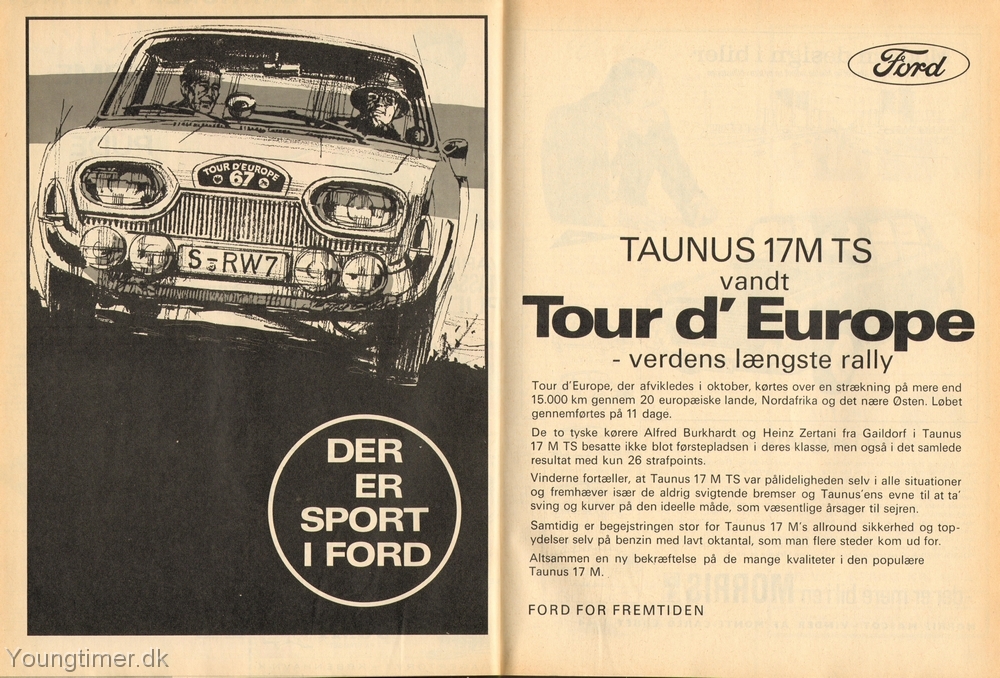 TOUR D'EUROPE
67
S-RW7
DER
ER
SPORT
I FORD
Ford
TAUNUS 17M TS
vandt
Tour d' Europe
- verdens længste rally
Tour d'Europe, der afvikledes i oktober, kørtes over en strækning på mere end
15.000 km gennem 20 europæiske lande, Nordafrika og det nære Østen. Løbet
gennemførtes på 11 dage.
De to tyske kørere Alfred Burkhardt og Heinz Zertani fra Gaildorf i Taunus
17 M TS besatte ikke blot førstepladsen i deres klasse, men også i det samlede
resultat med kun 26 strafpoints.
Vinderne fortæller, at Taunus 17 M TS var pålideligheden selv i alle situationer
og fremhæver især de aldrig svigtende bremser og Taunus'ens evne til at ta'
sving og kurver på den ideelle måde, som væsentlige årsager til sejren.
Samtidig er begejstringen stor for Taunus 17 M's allround sikkerhed og top-
ydelser selv på benzin med lavt oktantal, som man flere steder kom ud for.
Altsammen en ny bekræftelse på de mange kvaliteter i den populære
Taunus 17 M.
FORD FOR FREMTIDEN
Youngtimer.dk